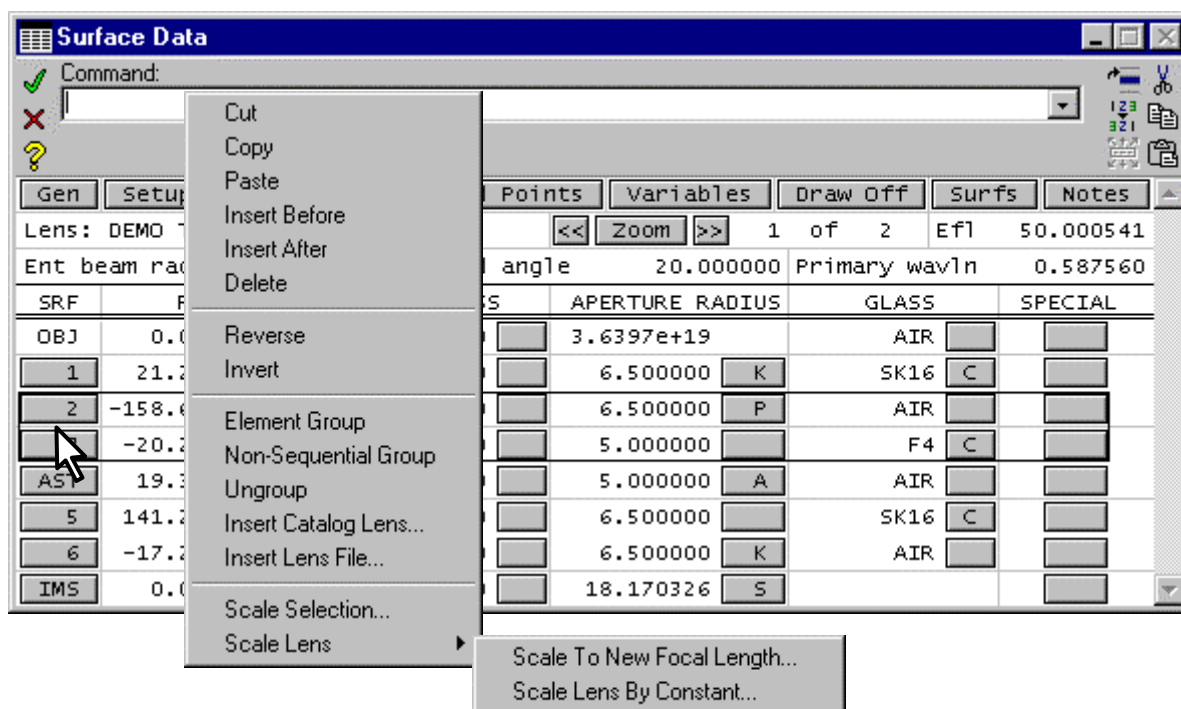 Surface Data
Command:
Gen Setup Points Variables Draw Off Surfs Notes
Lens: DEMO << Zoom >> 1 of 2 Efl 50.000541
Ent beam angle 20.000000 Primary wavln 0.587560
SRF APERTURE RADIUS GLASS SPECIAL
OBJ 3.6397e+19 AIR
1 6.500000 K SK16 C
2 6.500000 P AIR
5.000000 F4 C
AST 5.000000 A AIR
5 6.500000 SK16 C
6 6.500000 K AIR
IMS 18.170326 S
Cut
Copy
Paste
Insert Before
Insert After
Delete
Reverse
Invert
Element Group
Non-Sequential Group
Ungroup
Insert Catalog Lens...
Insert Lens File...
Scale Selection...
Scale Lens
Scale To New Focal Length...
Scale Lens By Constant...